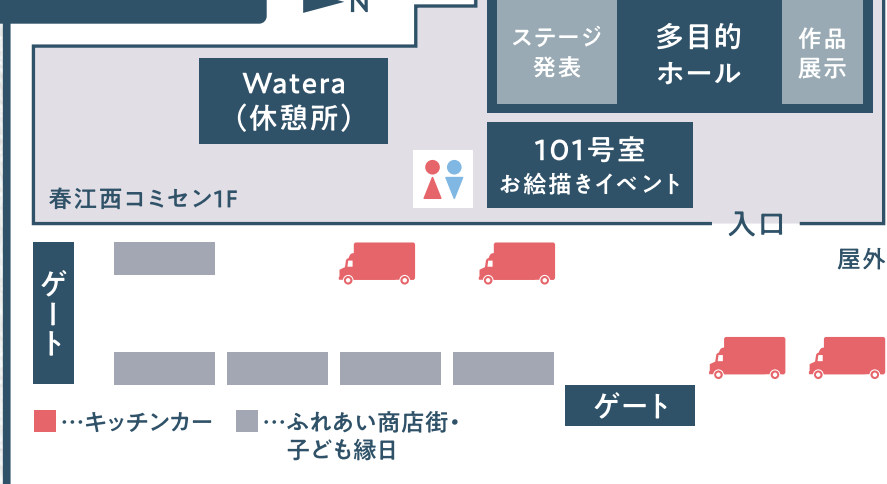 N
ステージ
発表
多目的
ホール
作品
展示
Watera
（休憩所）
101号室
お絵描きイベント
春江西コミセン1F
入口
屋外
ゲート
ゲート
…キッチンカー
…ふれあい商店街・
子ども縁日